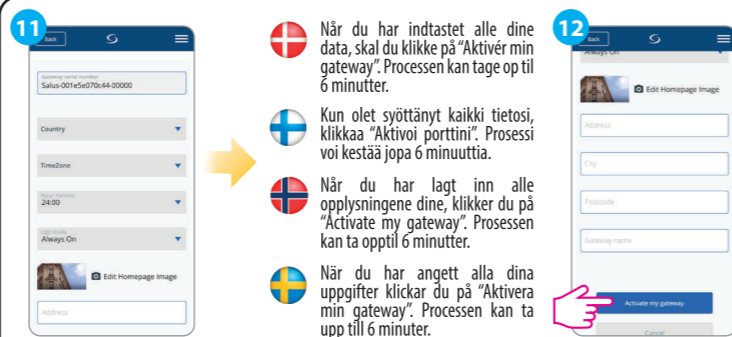 11
Back
Gateway serial number
Salus-001e5e070c44-00000
Country
TimeZone
24:00
Always On
Edit Homepage Image
Address
Når du har indtastet alle dine
data, skal du klikke på “Aktivér min
gateway”. Processen kan tage op til
6 minutter.
Kun olet syöttänyt kaikki tietosi,
klikkaa “Aktivoi porttini”. Prosessi
voi kestää jopa 6 minuuttia.
Når du har lagt inn alle
opplysningene dine, klikker du på
“Activate my gateway”. Prosessen
kan ta opptil 6 minutter.
När du har angett alla dina
uppgifter klickar du på “Aktivera
min gateway”. Processen kan ta
upp till 6 minuter.
12
Back
Always On
Edit Homepage Image
Address
City
Postcode
Gateway name
Activate my gateway
Cancel